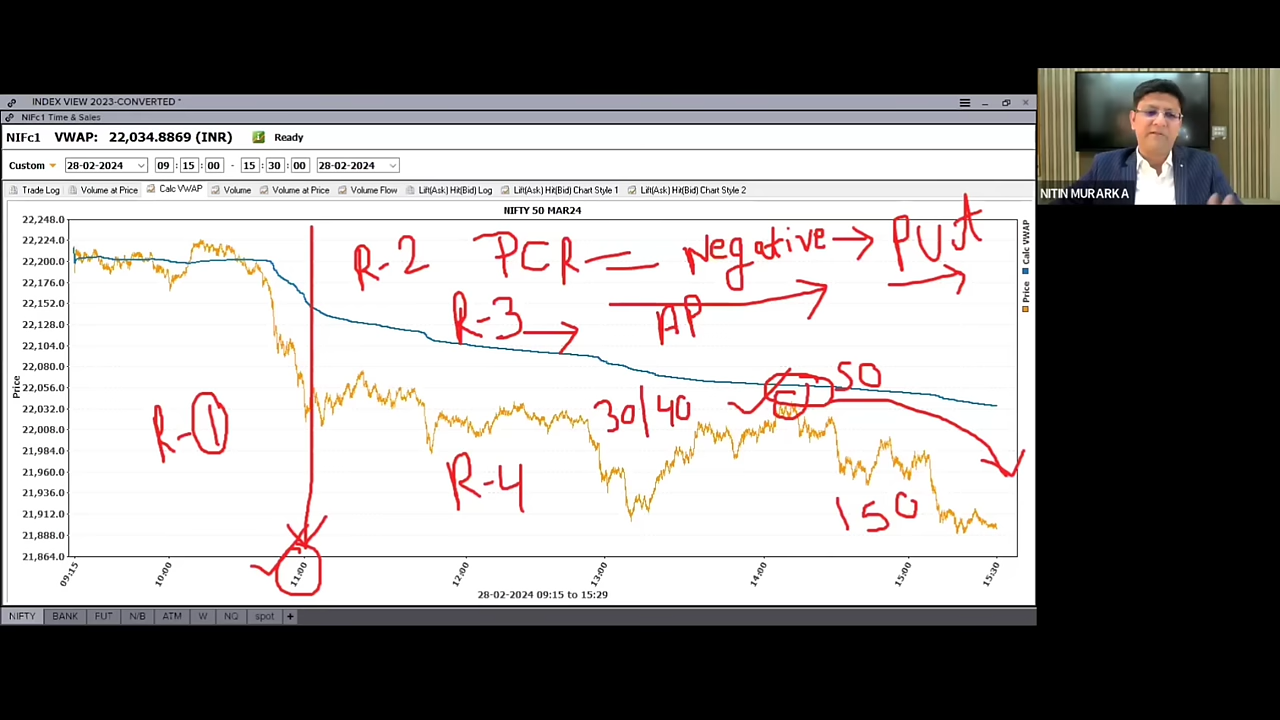 INDEX VIEW 2023-CONVERTED *
NIFc1 Time & Sales
NIFc1 VWAP: 22,034.8869 (INR) Ready
Custom 28-02-2024 09 : 15 : 00 - 15 : 30 : 00 28-02-2024
Trade Log Volume at Price Calc VWAP Volume Volume at Price Volume Flow Lift(Ask) Hit(Bid) Log Lift(Ask) Hit(Bid) Chart Style 1 Lift(Ask) Hit(Bid) Chart Style 2
NITIN MURARKA
NIFTY 50 MAR24
22,248.0
22,224.0
22,200.0
22,176.0
22,152.0
22,128.0
22,104.0
22,080.0
22,056.0
22,032.0
22,008.0
21,984.0
21,960.0
21,936.0
21,912.0
21,888.0
21,864.0
Price
Calc VWAP
Price
R-2 PCR Negative → PUT
R-3 → AP
R-1
30/40
50
R-4
150
09:15 10:00 11:00 12:00 13:00 14:00 15:00 15:30
28-02-2024 09:15 to 15:29
NIFTY BANK FUT N/B ATM W NQ spot +